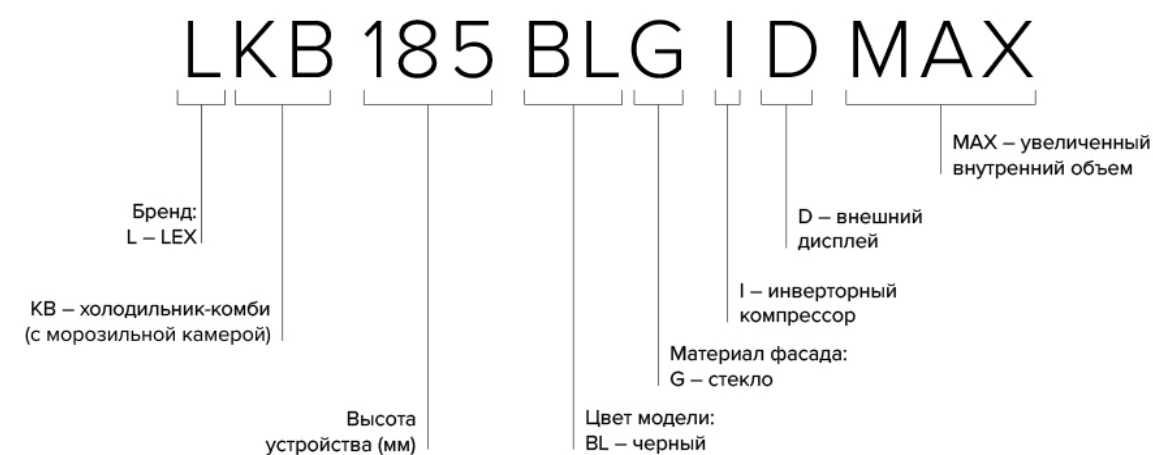 LKB 185 BLG I D MAX
MAX – увеличенный
внутренний объем
Бренд:
L – LEX
D – внешний
дисплей
KB – холодильник-комби
(с морозильной камерой)
I – инверторный
компрессор
Материал фасада:
G – стекло
Высота
устройства (мм)
Цвет модели:
BL – черный